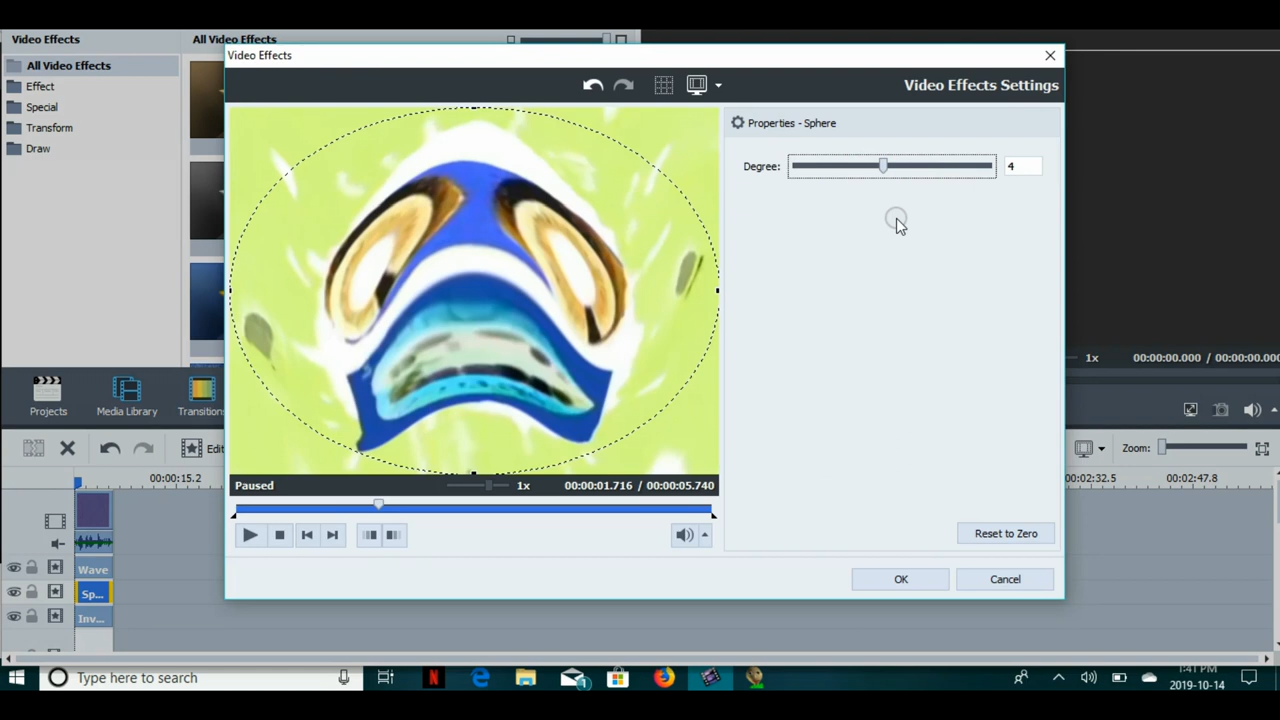 Video Effects
All Video Effects
Video Effects
All Video Effects
Effect
Special
Transform
Draw
Video Effects Settings
Properties - Sphere
Degree:
4
Paused
1x
00:00:01.716 / 00:00:05.740
Reset to Zero
OK
Cancel
1x
00:00:00.000 / 00:00:00.000
Projects
Media Library
Transition
Edi
Zoom:
00:00:15.2
00:02:32.5
00:02:47.8
Wave
Sp...
Inv...
Type here to search
N
1
1:41 PM
2019-10-14